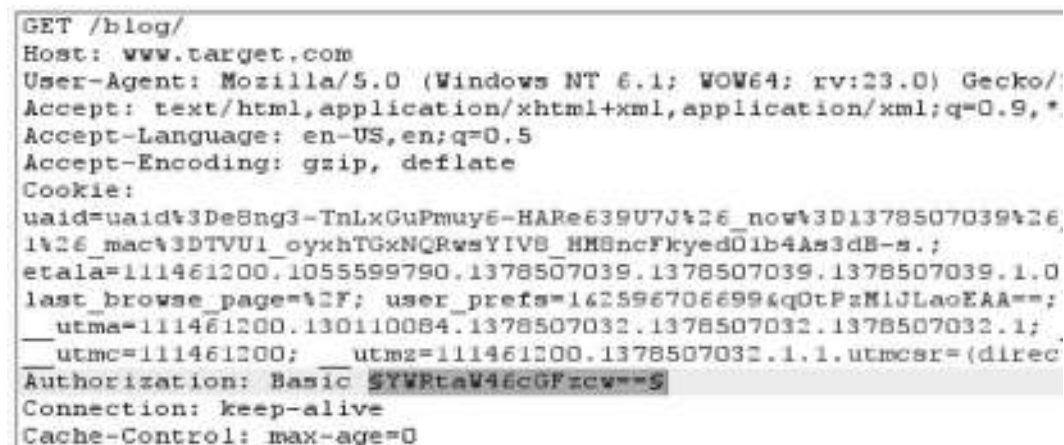 GET /blog/
Host: www.target.com
User-Agent: Mozilla/5.0 (Windows NT 6.1; WOW64; rv:23.0) Gecko/
Accept: text/html,application/xhtml+xml,application/xml;q=0.9,*
Accept-Language: en-US,en;q=0.5
Accept-Encoding: gzip, deflate
Cookie:
uaid=uaid%3De8ng3-TnLxGuPmuy6-HARe639U7J%26_now%3D1378507039%26
1%26_mac%3DTVU1_oyxhTGxNQRwsYIV8_HM8ncFkyedO1b4As3dB-s.;
etala=111461200.1055599790.1378507039.1378507039.1378507039.1.0
last_browse_page=%2F; user_prefs=1&2596706699&qOtPzM1JLaoEAA==;
__utma=111461200.130110084.1378507032.1378507032.1378507032.1;
__utmc=111461200; __utmz=111461200.1378507032.1.1.utmcsr=(direc
Authorization: Basic §YWRtaW46cGFzcw==§
Connection: keep-alive
Cache-Control: max-age=0